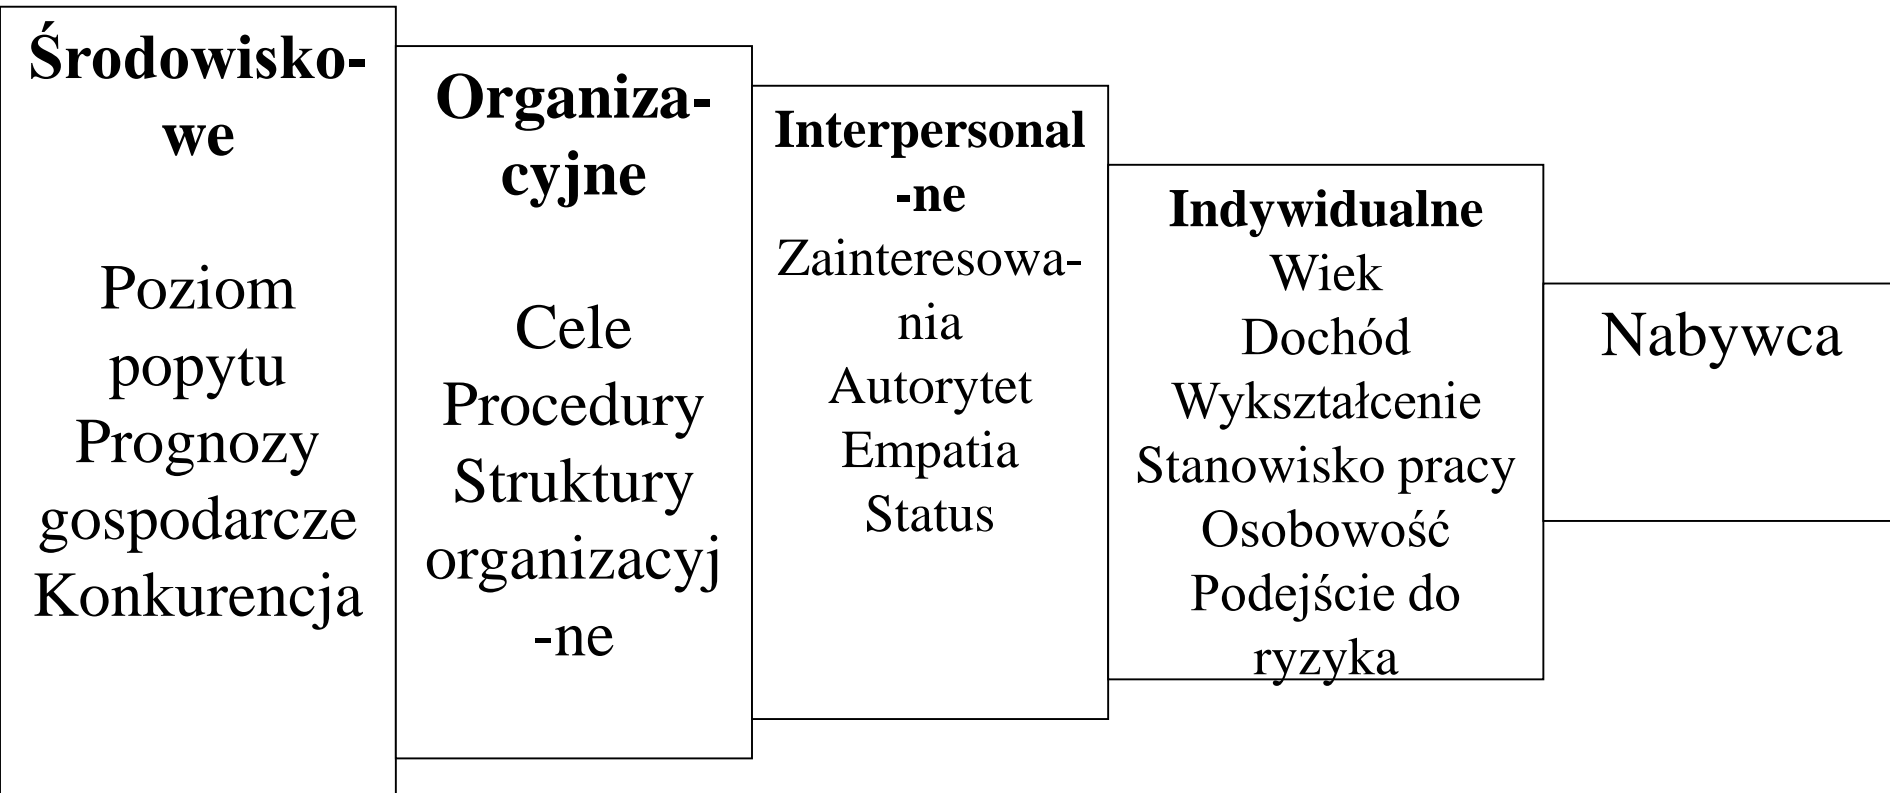 Środowisko-
we
Poziom
popytu
Prognozy
gospodarcze
Konkurencja
Organiza-
cyjne
Cele
Procedury
Struktury
organizacyj
-ne
Interpersonal
-ne
Zainteresowa-
nia
Autorytet
Empatia
Status
Indywidualne
Wiek
Dochód
Wykształcenie
Stanowisko pracy
Osobowość
Podejście do
ryzyka
Nabywca